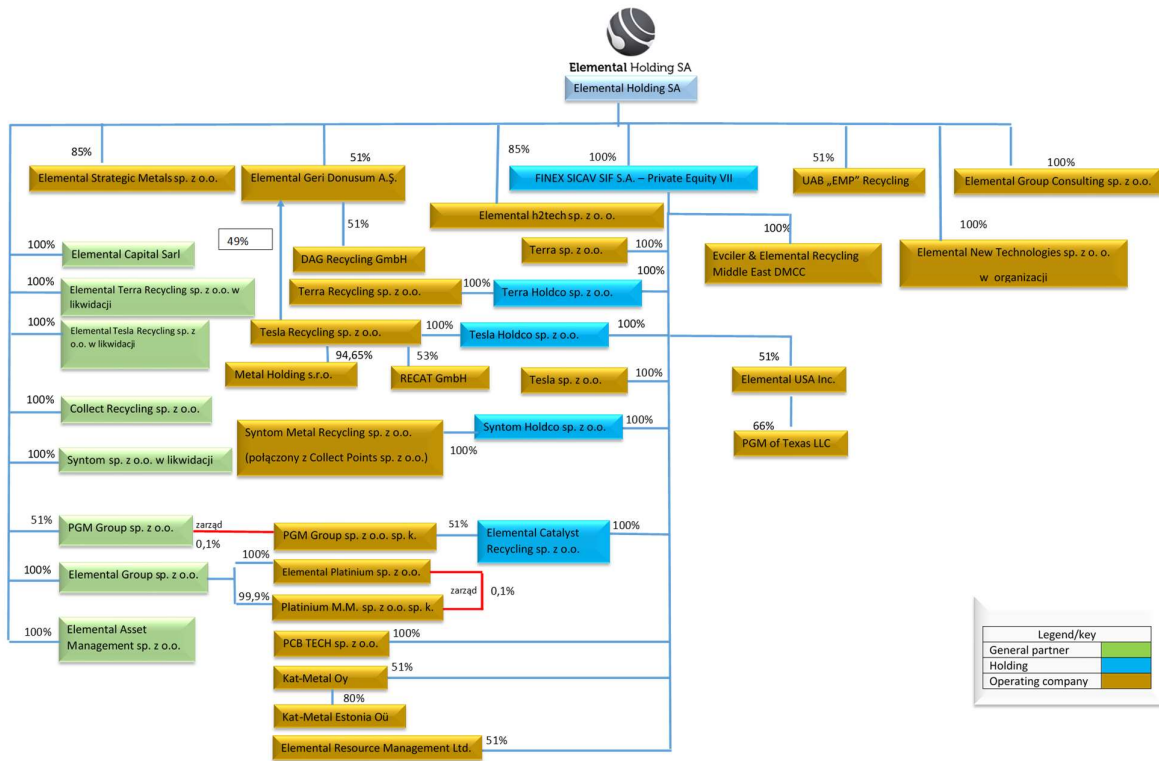 Elemental Holding SA
Elemental Holding SA
85%
51%
85%
100%
51%
100%
Elemental Strategic Metals sp. z o.o.
Elemental Geri Donusum A.Ş.
FINEX SICAV SIF S.A. – Private Equity VII
UAB „EMP” Recycling
Elemental Group Consulting sp. z o.o.
Elemental h2tech sp. z o. o.
49%
51%
100%
100%
100%
Elemental Capital Sarl
DAG Recycling GmbH
Terra sp. z o.o.
100%
Evciler & Elemental Recycling
Middle East DMCC
Elemental New Technologies sp. z o. o.
w organizacji
100%
Elemental Terra Recycling sp. z o.o. w
likwidacji
Terra Recycling sp. z o.o.
100%
Terra Holdco sp. z o.o.
100%
100%
Elemental Tesla Recycling sp. z
o.o. w likwidacji
Tesla Recycling sp. z o.o.
100%
Tesla Holdco sp. z o.o.
100%
94,65%
53%
51%
Metal Holding s.r.o.
RECAT GmbH
Tesla sp. z o.o.
100%
Elemental USA Inc.
100%
Collect Recycling sp. z o.o.
Syntom Metal Recycling sp. z o.o.
(połączony z Collect Points sp. z o.o.)
100%
Syntom Holdco sp. z o.o.
100%
66%
PGM of Texas LLC
100%
Syntom sp. z o.o. w likwidacji
51%
PGM Group sp. z o.o.
zarząd
0,1%
PGM Group sp. z o.o. sp. k.
51%
Elemental Catalyst
Recycling sp. z o.o.
100%
100%
Elemental Group sp. z o.o.
100%
Elemental Platinium sp. z o.o.
zarząd
0,1%
99,9%
Platinium M.M. sp. z o.o. sp. k.
100%
Elemental Asset
Management sp. z o.o.
PCB TECH sp. z o.o.
100%
Kat-Metal Oy
51%
80%
Kat-Metal Estonia Oü
Elemental Resource Management Ltd.
51%
Legend/key
General partner
Holding
Operating company